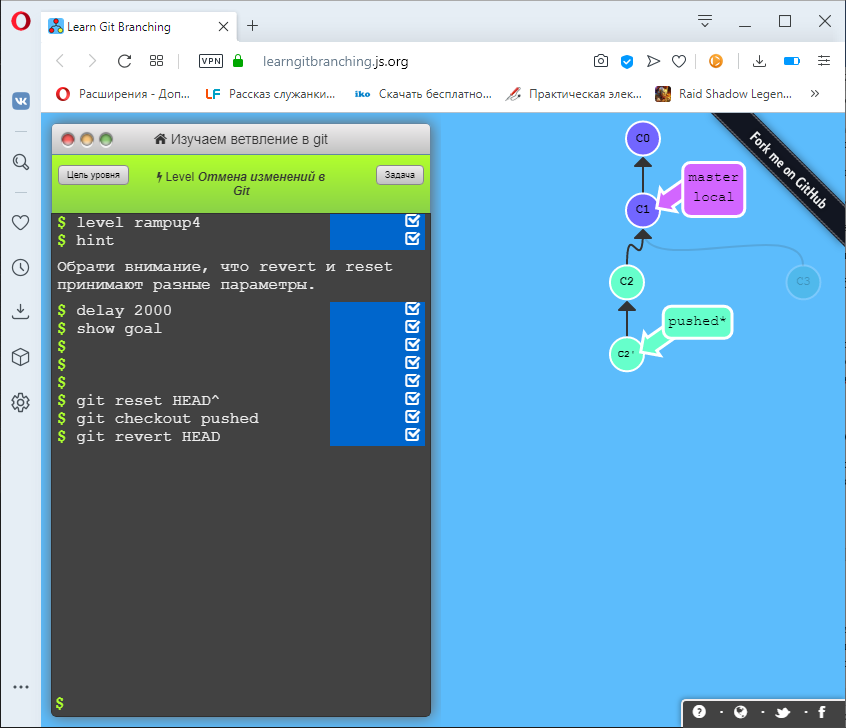 Learn Git Branching
VPN
learngitbranching.js.org
Расширения - Доп...
LF
Рассказ служанки...
iko
Скачать бесплатно...
Практическая элек...
Raid Shadow Legen...
Изучаем ветвление в git
Цель уровня
Level Отмена изменений в
Git
Задача
$ level rampup4
$ hint
Обрати внимание, что revert и reset
принимают разные параметры.
$ delay 2000
$ show goal
$
$
$
$ git reset HEAD^
$ git checkout pushed
$ git revert HEAD
$
C0
master
local
C1
C2
C3
pushed*
C2'
Fork me on GitHub